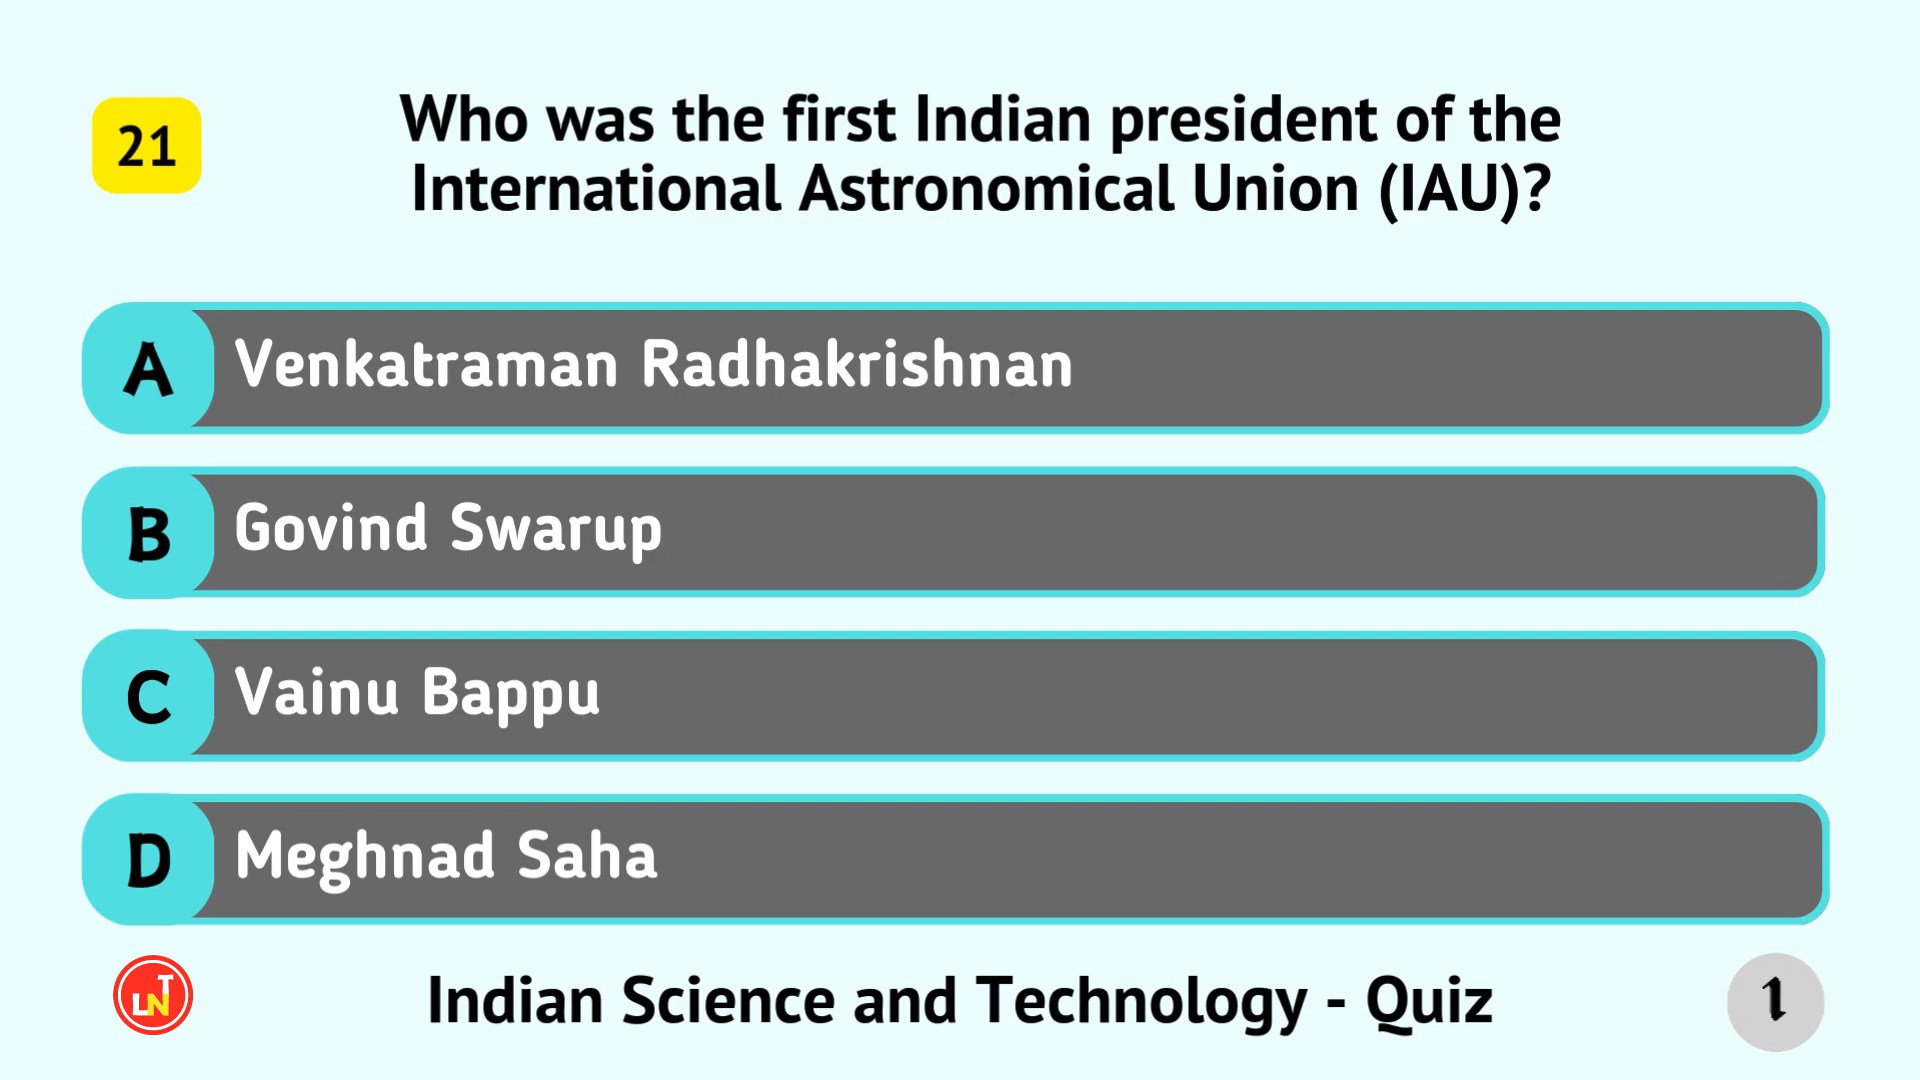 21
Who was the first Indian president of the
International Astronomical Union (IAU)?
A
Venkatraman Radhakrishnan
B
Govind Swarup
C
Vainu Bappu
D
Meghnad Saha
LNT
Indian Science and Technology - Quiz
1